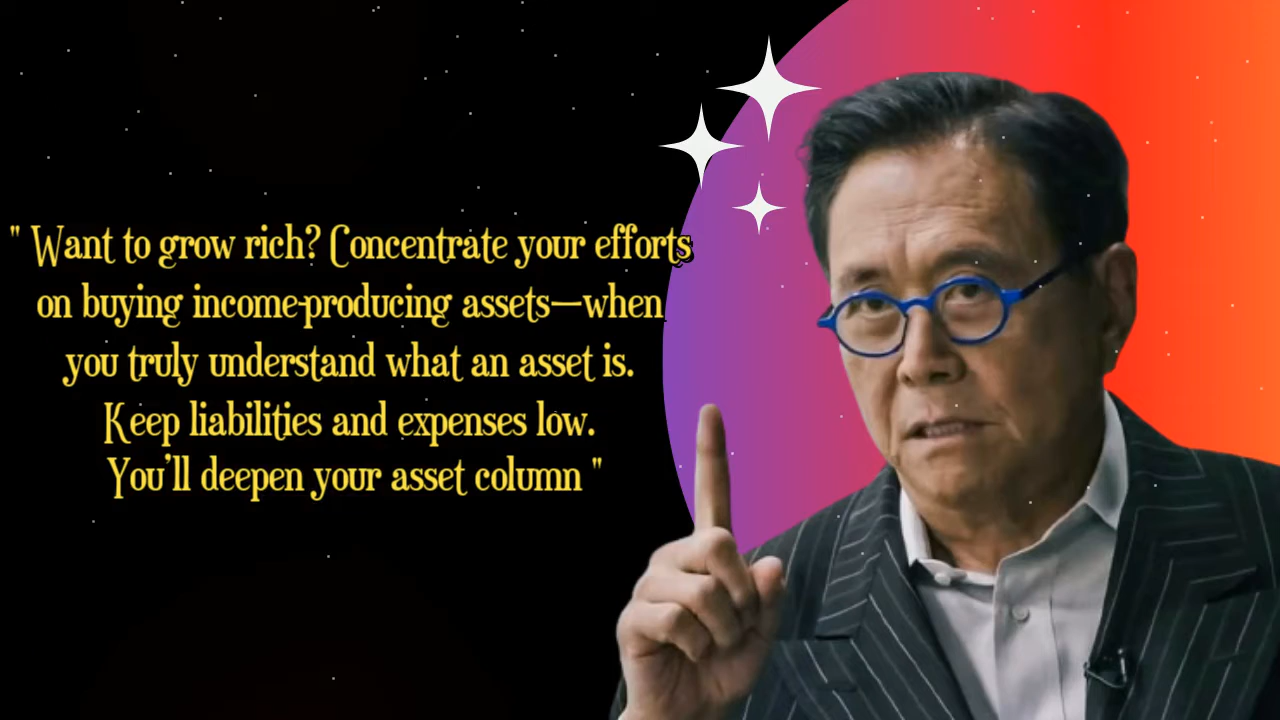 " Want to grow rich? Concentrate your efforts
on buying income-producing assets—when
you truly understand what an asset is.
Keep liabilities and expenses low.
You'll deepen your asset column "